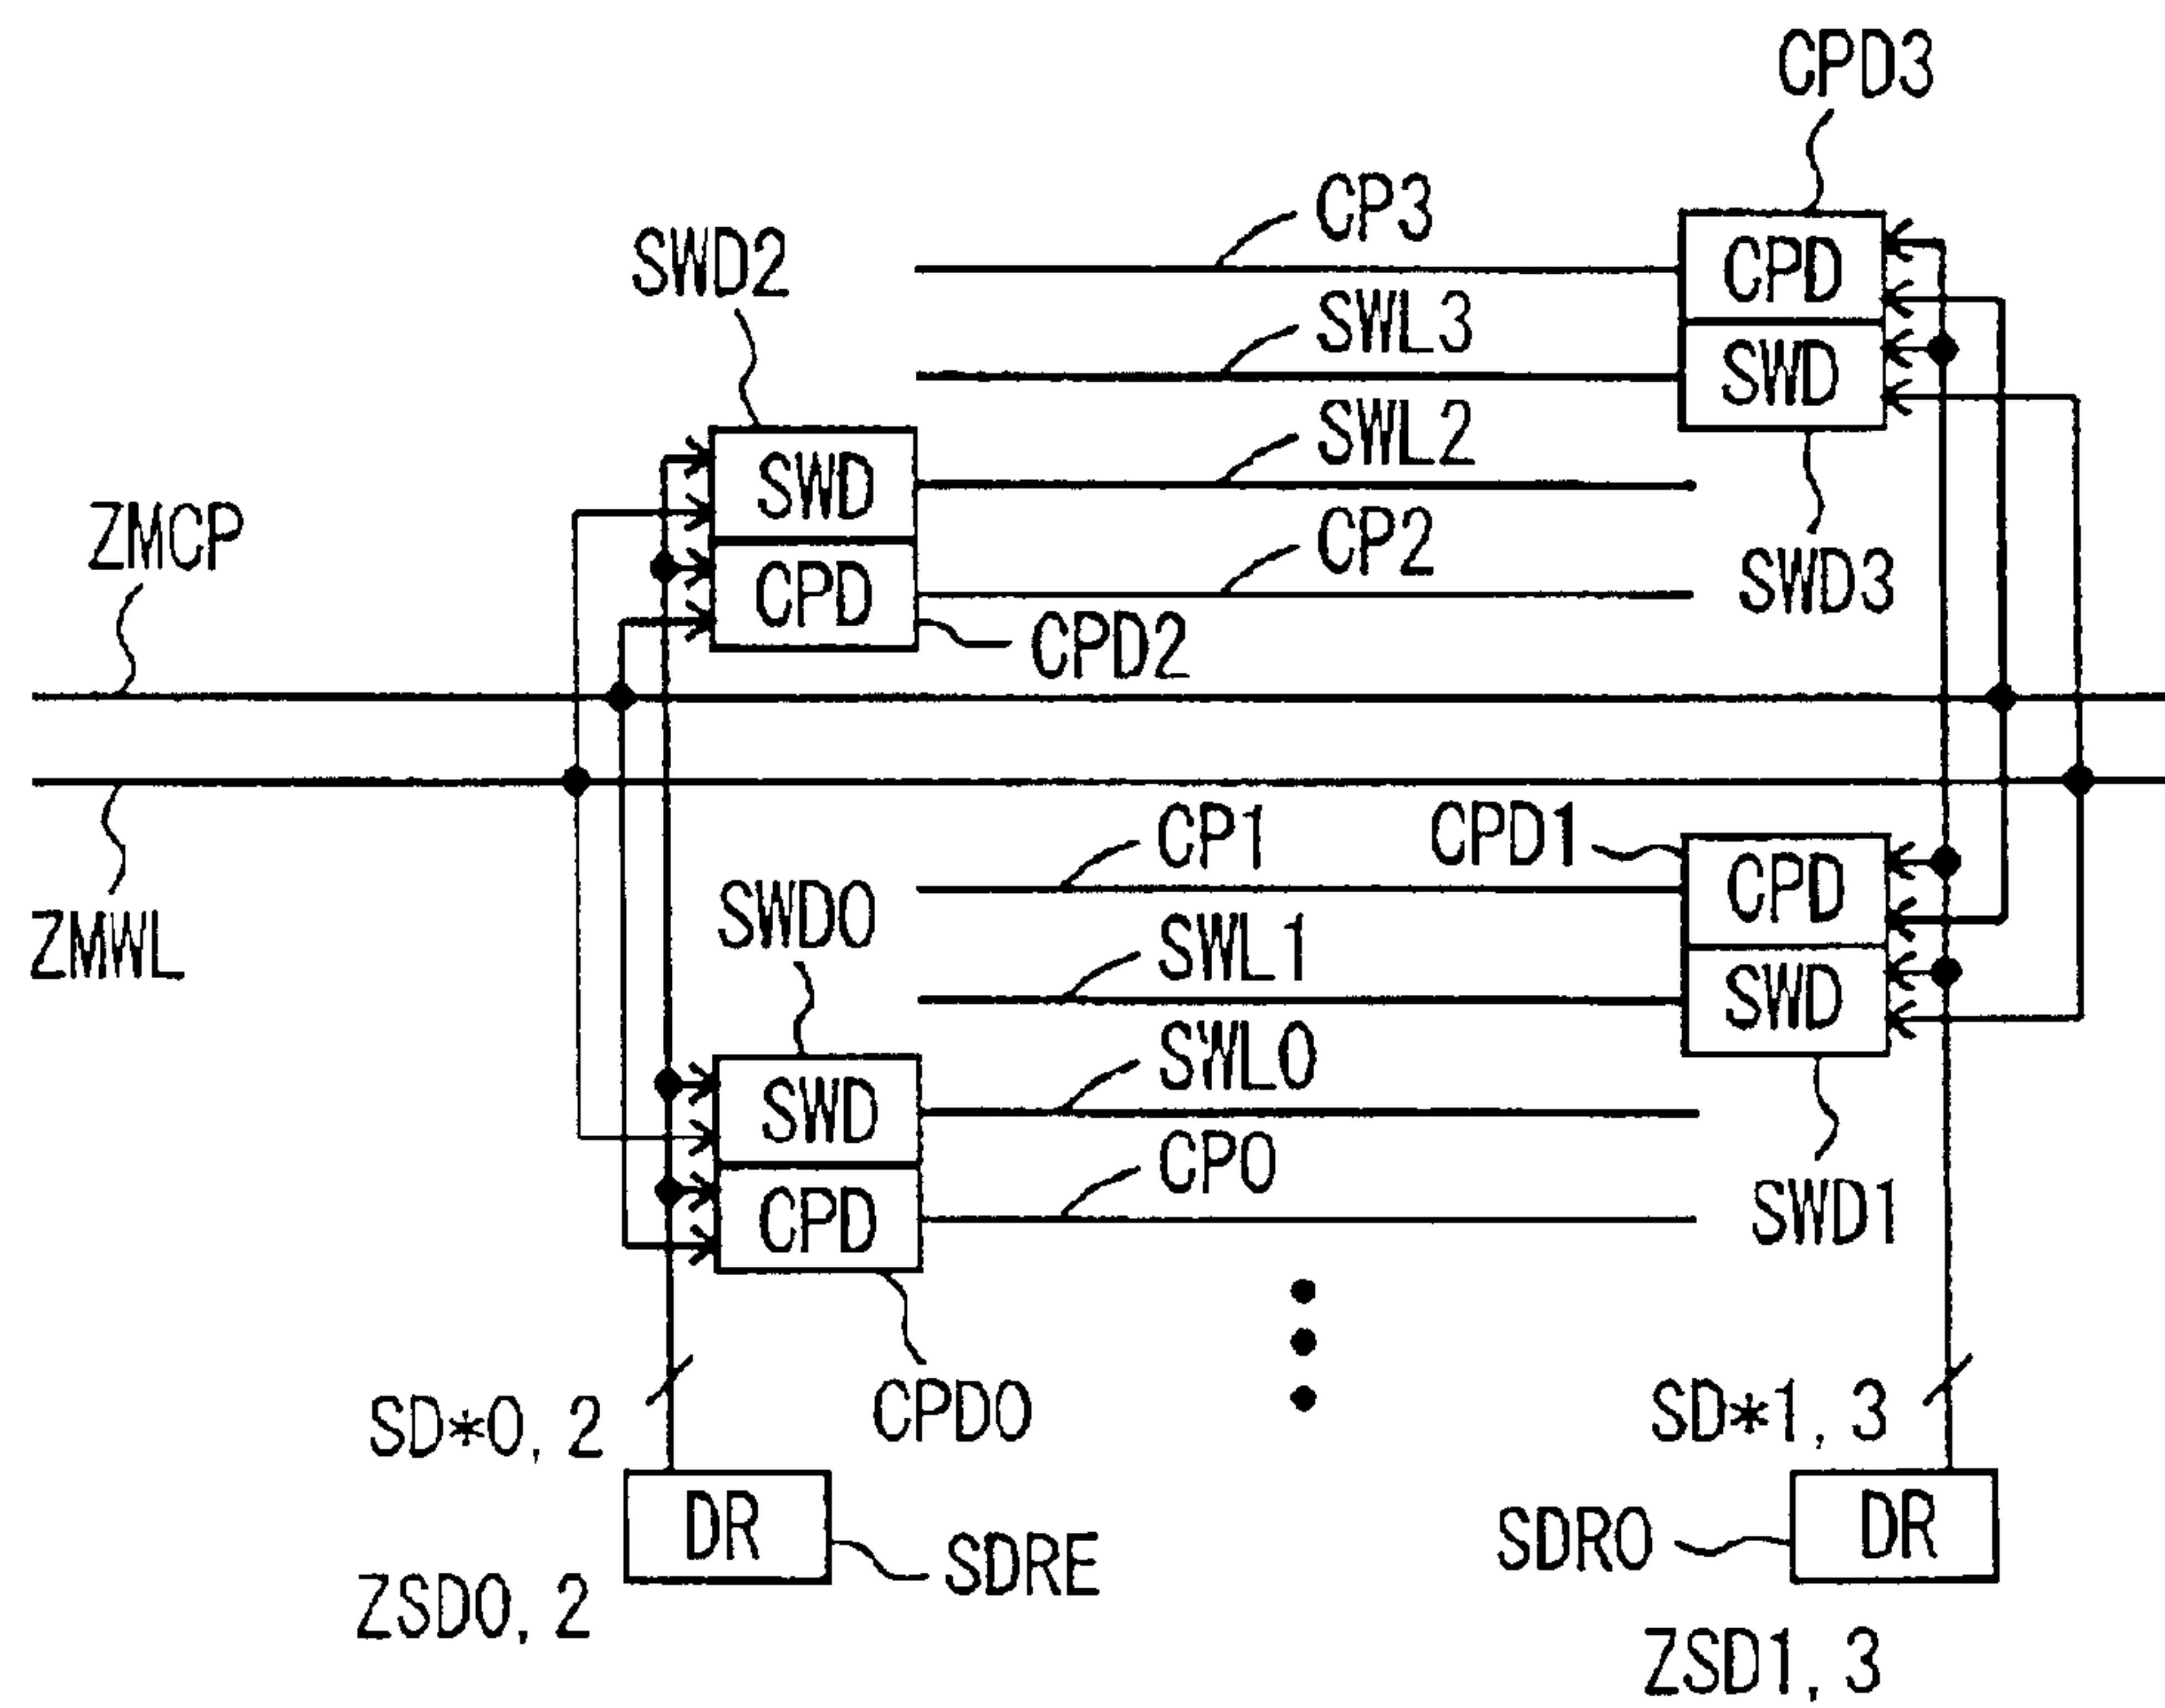 CPD3
CP3
CPD
SWD2
SWL3
SWD
SWL2
SWD
ZMCP
CP2
SWD3
CPD
CPD2
CP1
CPD1
CPD
ZMWL
SWD0
SWL1
SWD
SWL0
SWD
CP0
SWD1
CPD
SD*0, 2
CPD0
SD*1, 3
DR
SDRE
SDRO
DR
ZSD0, 2
ZSD1, 3